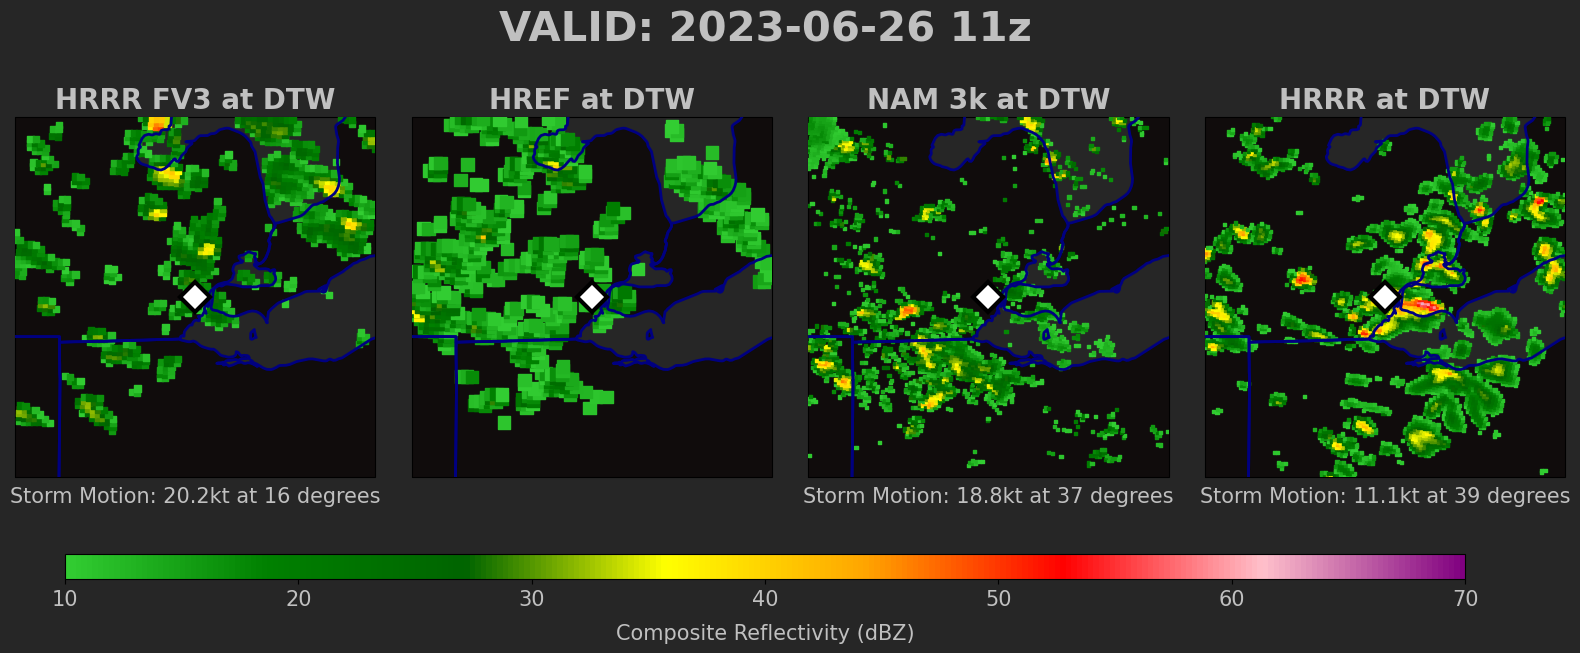 VALID: 2023-06-26 11z
HRRR FV3 at DTW
HREF at DTW
NAM 3k at DTW
HRRR at DTW
Storm Motion: 20.2kt at 16 degrees
Storm Motion: 18.8kt at 37 degrees
Storm Motion: 11.1kt at 39 degrees
10 20 30 40 50 60 70
Composite Reflectivity (dBZ)